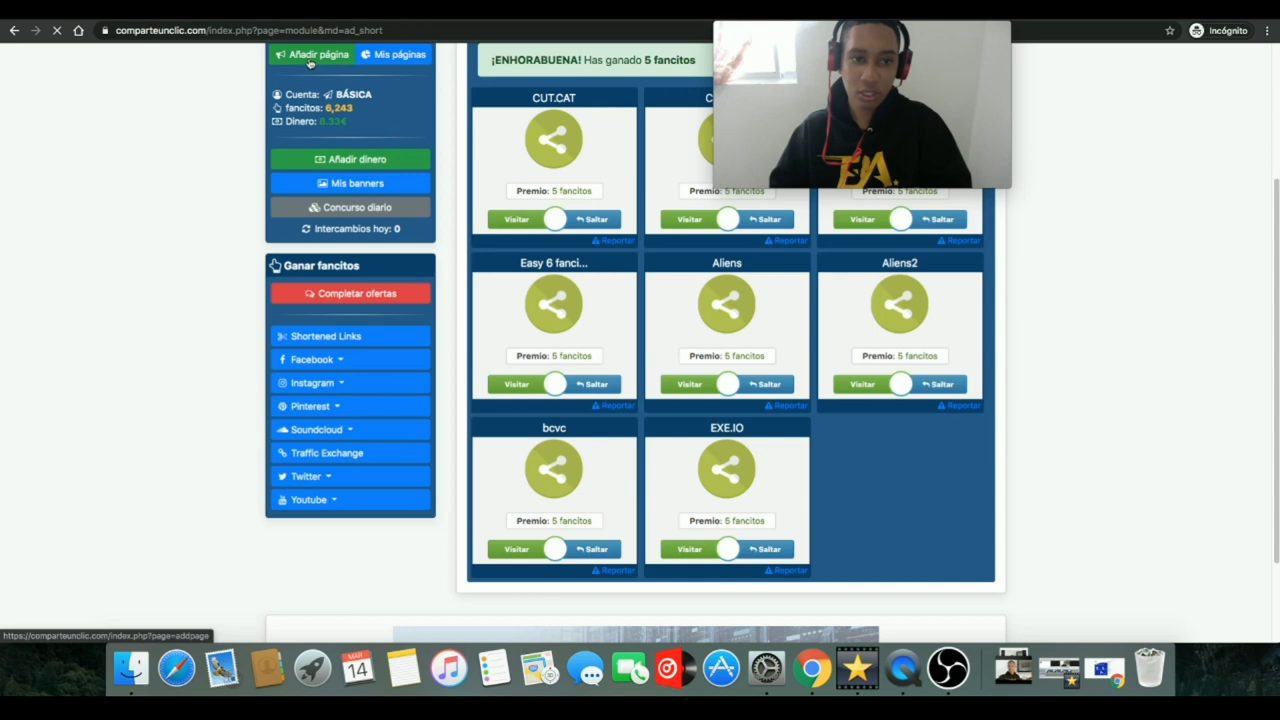 comparteunclic.com/index.php?page=module&md=ad_short
Incógnito
Añadir página
Mis páginas
Cuenta: BÁSICA
fancitos: 6,243
Dinero: 8.33€
Añadir dinero
Mis banners
Concurso diario
Intercambios hoy: 0
Ganar fancitos
Completar ofertas
Shortened Links
Facebook
Instagram
Pinterest
Soundcloud
Traffic Exchange
Twitter
Youtube
¡ENHORABUENA! Has ganado 5 fancitos
CUT.CAT
C
Premio: 5 fancitos
Premio: 5 fancitos
Premio: 5 fancitos
Visitar Saltar
Visitar Saltar
Visitar Saltar
Reportar
Reportar
Reportar
Easy 6 fanci...
Aliens
Aliens2
Premio: 5 fancitos
Premio: 5 fancitos
Premio: 5 fancitos
Visitar Saltar
Visitar Saltar
Visitar Saltar
Reportar
Reportar
Reportar
bcvc
EXE.IO
Premio: 5 fancitos
Premio: 5 fancitos
Visitar Saltar
Visitar Saltar
Reportar
Reportar
https://comparteunclic.com/index.php?page=addpage
MAR
14